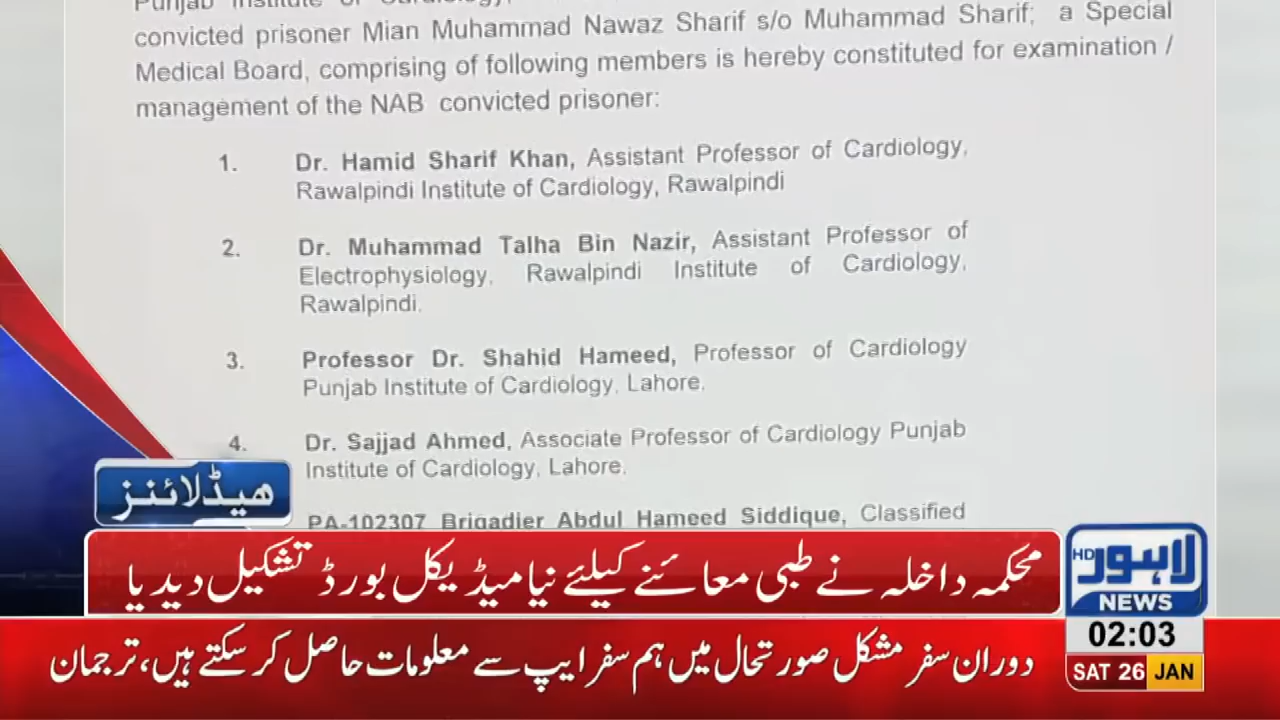 Punjab Institute of Cardiology,
convicted prisoner Mian Muhammad Nawaz Sharif s/o Muhammad Sharif; a Special
Medical Board, comprising of following members is hereby constituted for examination /
management of the NAB convicted prisoner:
1. Dr. Hamid Sharif Khan, Assistant Professor of Cardiology,
Rawalpindi Institute of Cardiology, Rawalpindi
2. Dr. Muhammad Talha Bin Nazir, Assistant Professor of
Electrophysiology, Rawalpindi Institute of Cardiology,
Rawalpindi.
3. Professor Dr. Shahid Hameed, Professor of Cardiology
Punjab Institute of Cardiology, Lahore.
4. Dr. Sajjad Ahmed, Associate Professor of Cardiology Punjab
Institute of Cardiology, Lahore.
PA-102307 Brigadier Abdul Hameed Siddique, Classified
ہیڈلائنز
محکمہ داخلہ نے طبی معائنے کیلئے نیا میڈیکل بورڈ تشکیل دیدیا
لاہور HD
NEWS
02:03
SAT 26 JAN
دوران سفر مشکل صورتحال میں ہم سفر ایپ سے معلومات حاصل کر سکتے ہیں، ترجمان